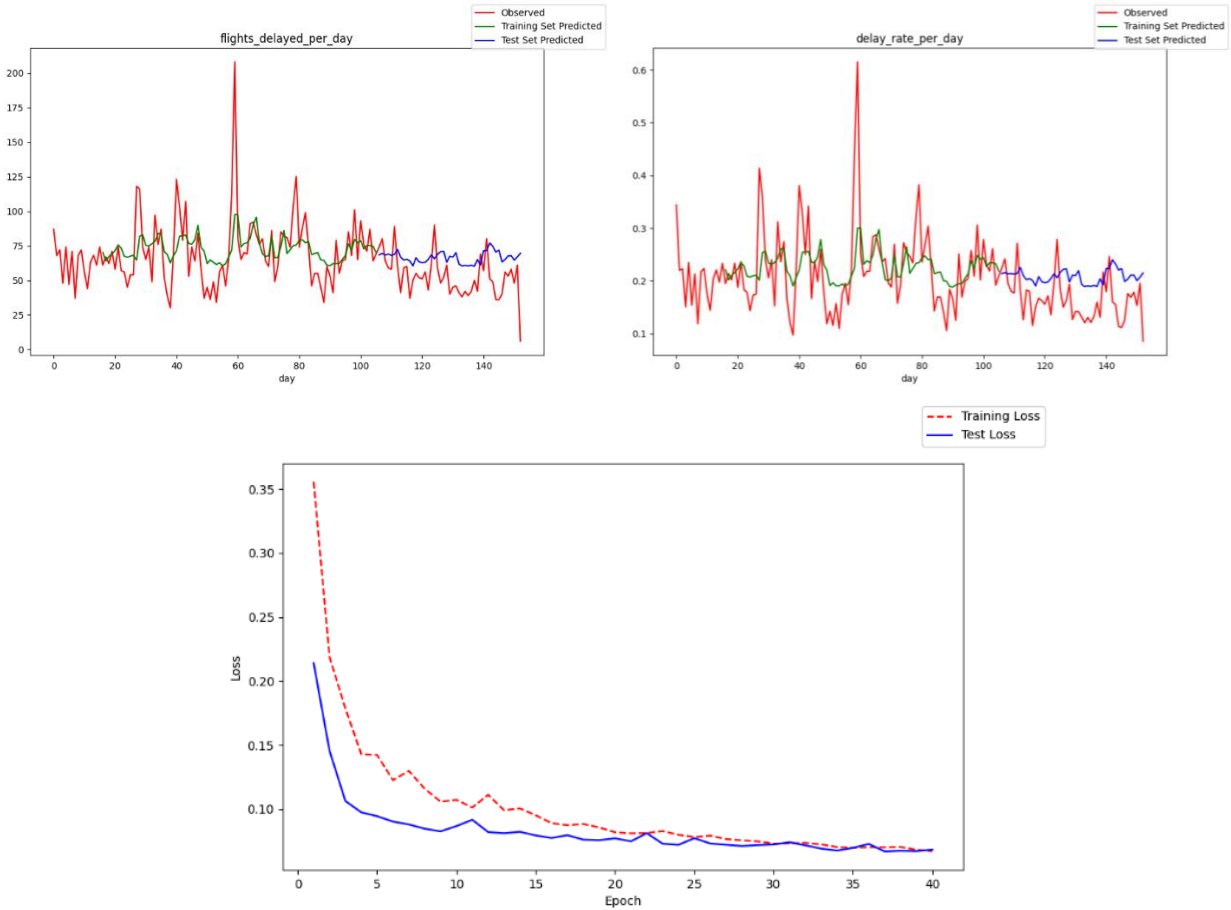 Observed
Training Set Predicted
Test Set Predicted
flights_delayed_per_day
200
175
150
125
100
75
50
25
0
0 20 40 60 80 100 120 140
day
Observed
Training Set Predicted
Test Set Predicted
delay_rate_per_day
0.6
0.5
0.4
0.3
0.2
0.1
0 20 40 60 80 100 120 140
day
Training Loss
Test Loss
0.35
0.30
0.25
0.20
0.15
0.10
Loss
0 5 10 15 20 25 30 35 40
Epoch